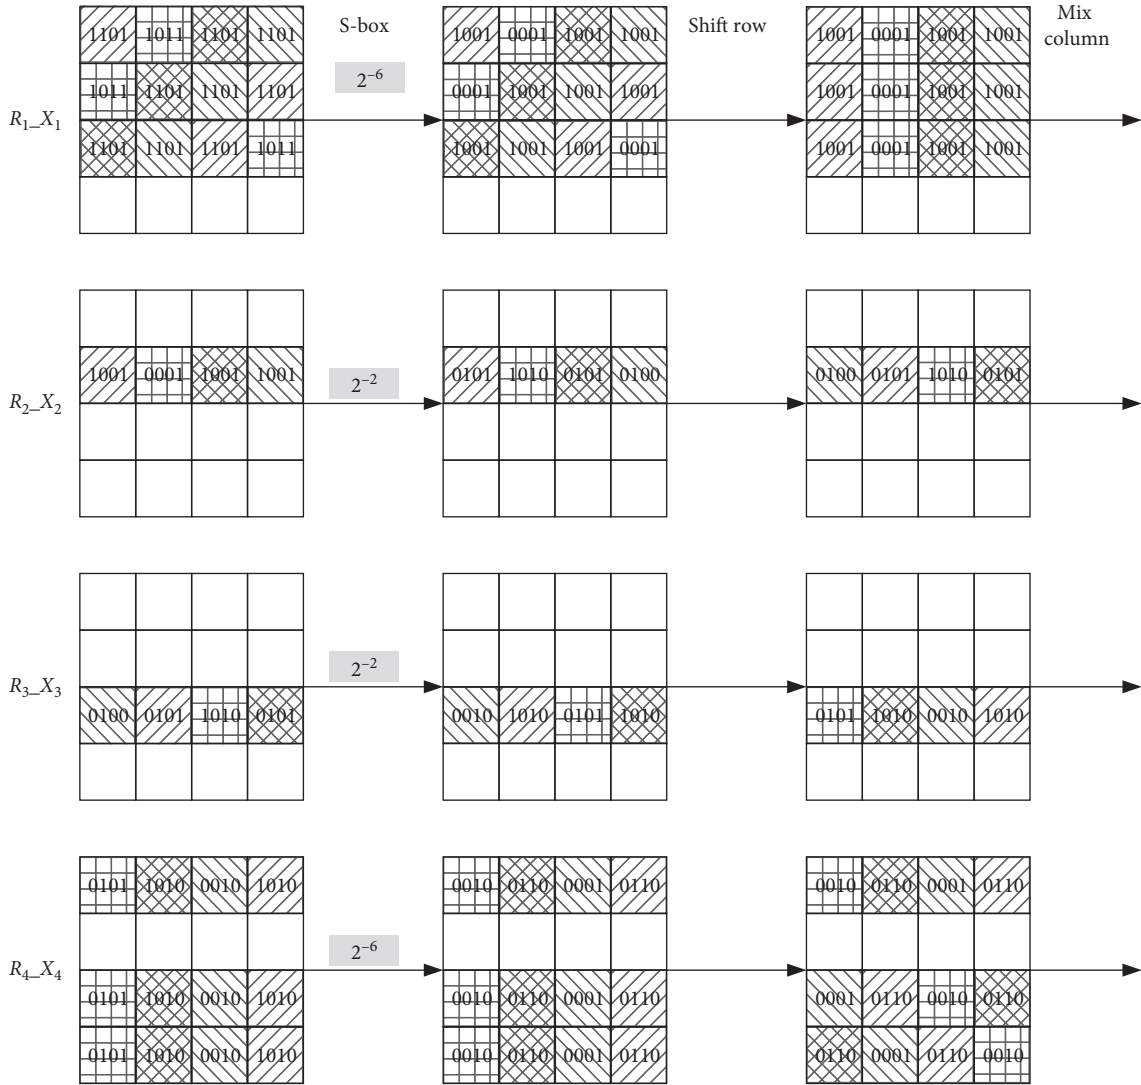 S-box Shift row Mix column
1101 1011 1101 1101 1001 0001 1001 1001 1001 0001 1001 1001
2⁻⁶
1011 1101 1101 1101 0001 1001 1001 1001 1001 0001 1001 1001
R₁_X₁
1101 1101 1101 1011 1001 1001 1001 0001 1001 0001 1001 1001
1001 0001 1001 1001 2⁻² 0101 1010 0101 0100 0100 0101 1010 0101
R₂_X₂
2⁻²
R₃_X₃
0100 0101 1010 0101 0010 1010 0101 1010 0101 1010 0010 1010
0101 1010 0010 1010 0010 0110 0001 0110 0010 0110 0001 0110
2⁻⁶
R₄_X₄
0101 1010 0010 1010 0010 0110 0001 0110 0001 0110 0010 0110
0101 1010 0010 1010 0010 0110 0001 0110 0110 0001 0110 0010